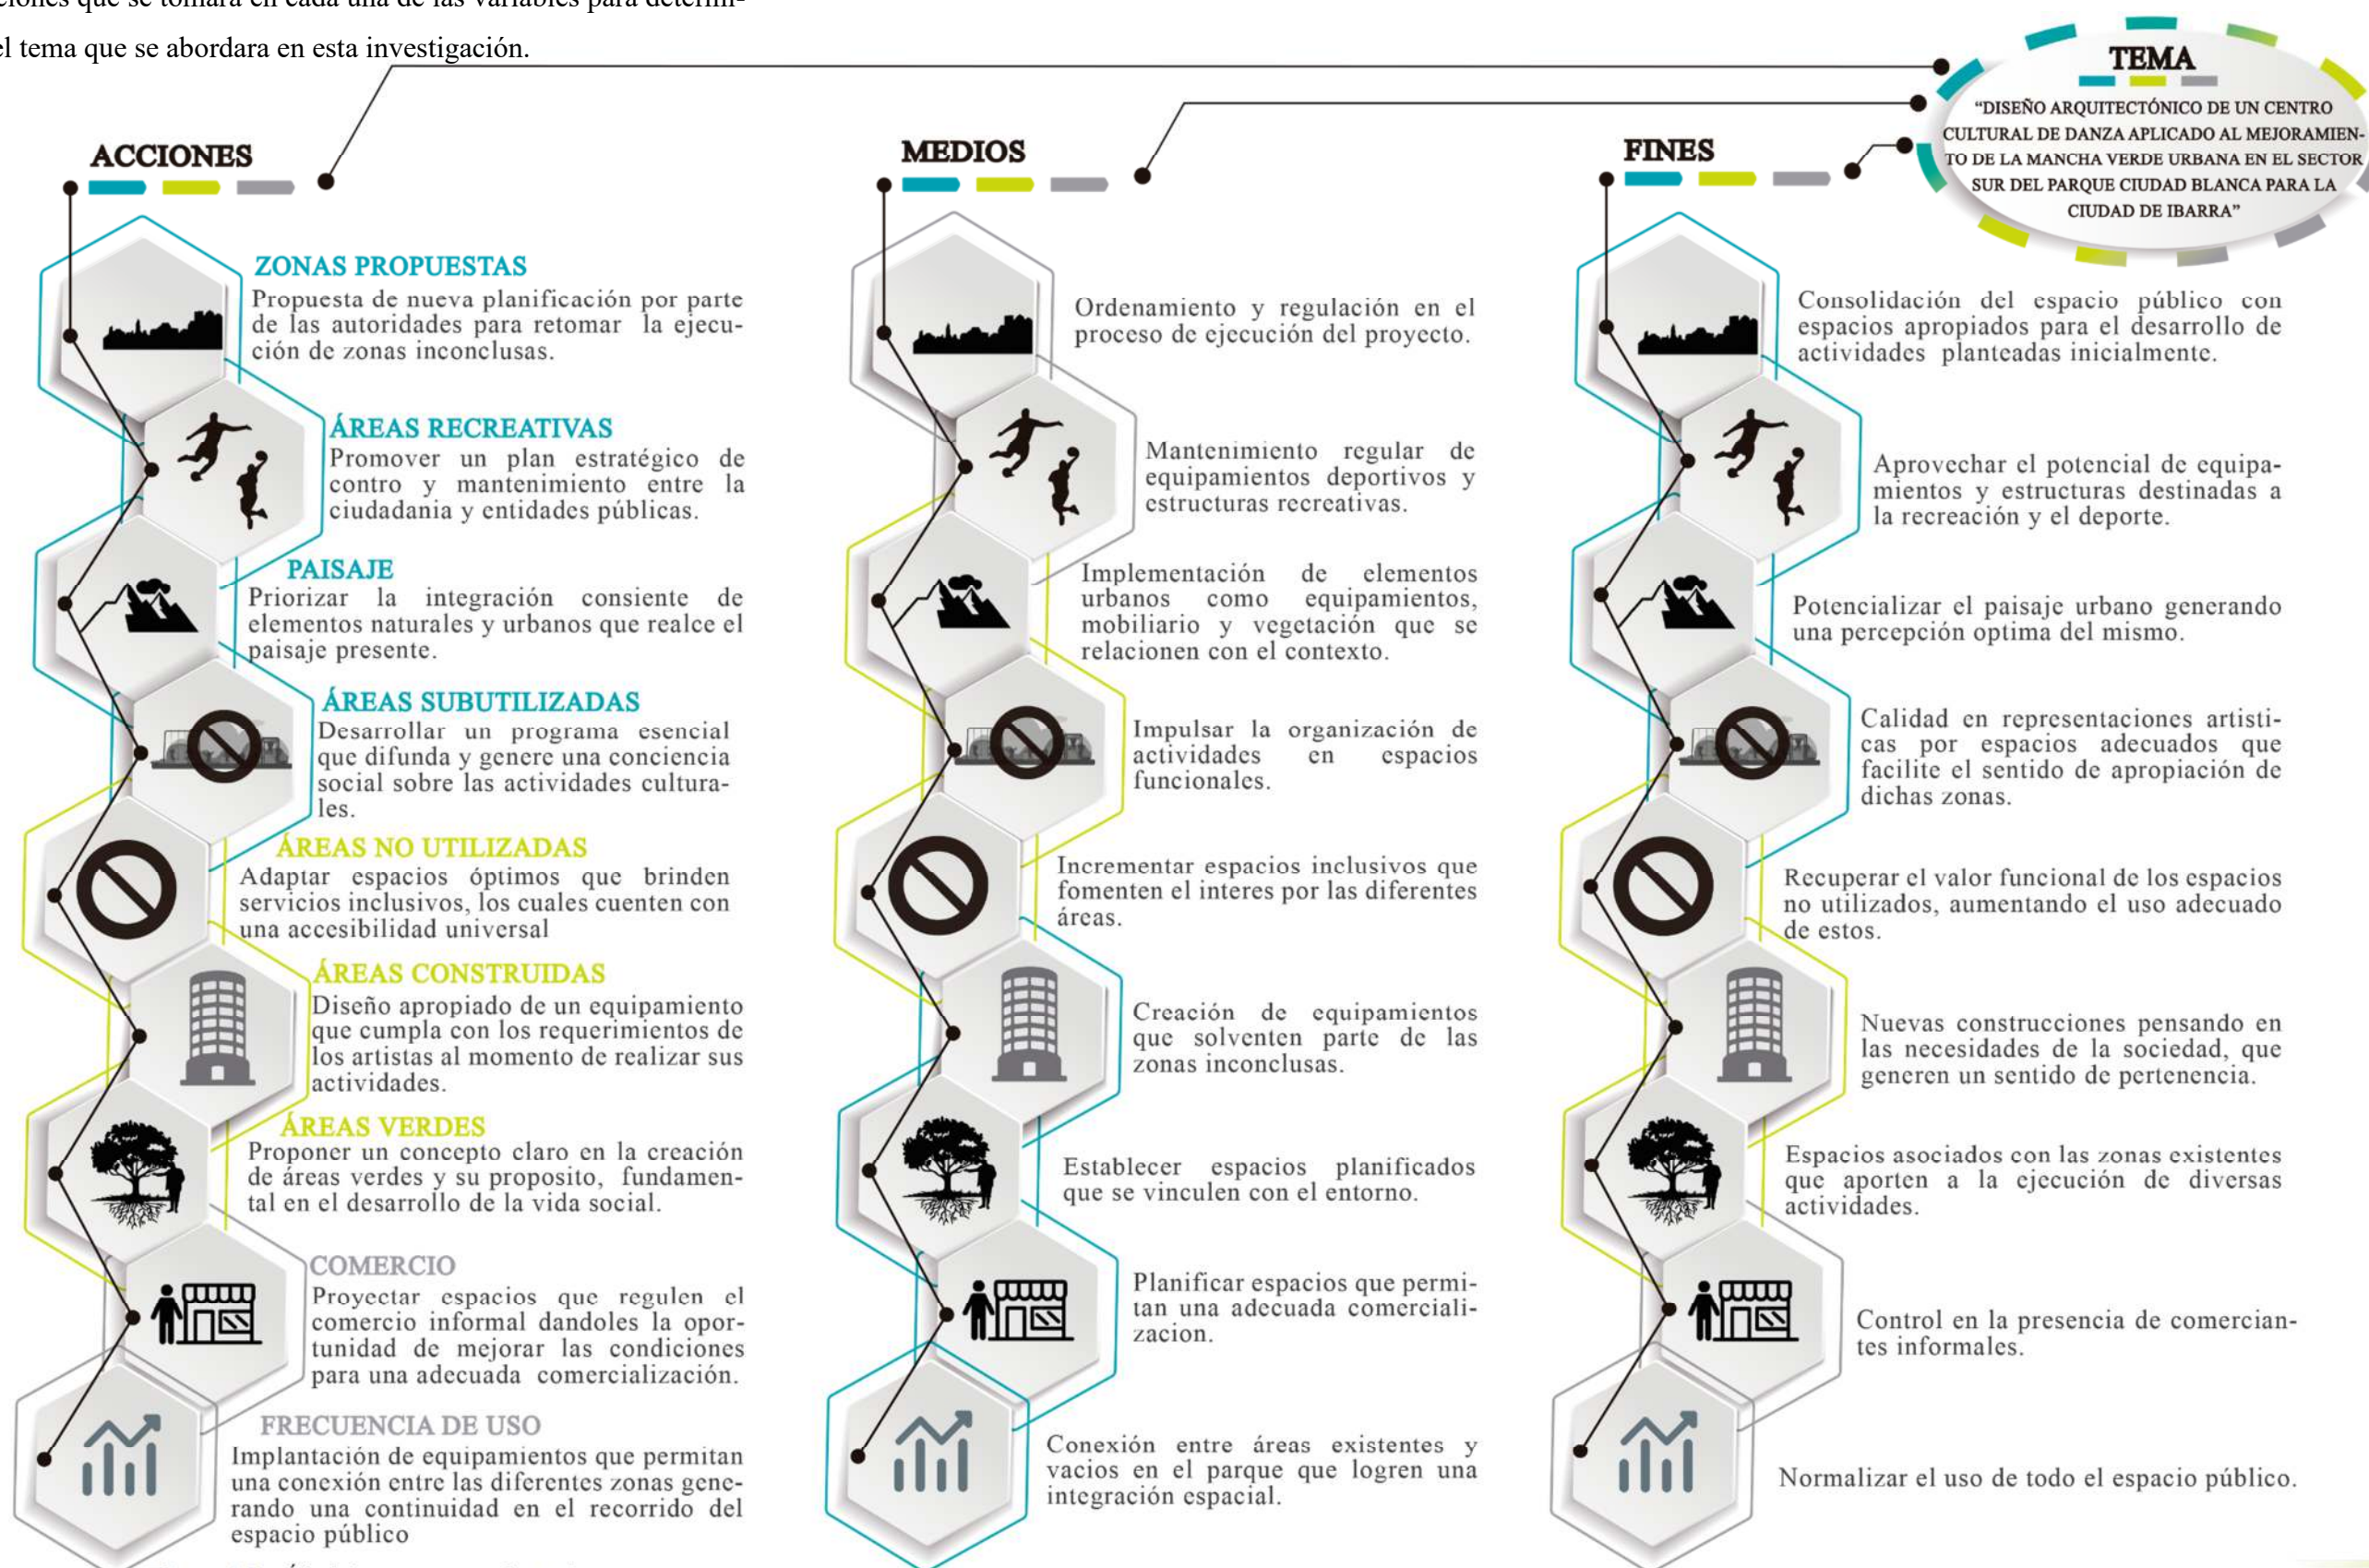 ciones que se tomara en cada una de las variables para determi-
el tema que se abordara en esta investigación.
TEMA
“DISEÑO ARQUITECTÓNICO DE UN CENTRO
CULTURAL DE DANZA APLICADO AL MEJORAMIEN-
TO DE LA MANCHA VERDE URBANA EN EL SECTOR
SUR DEL PARQUE CIUDAD BLANCA PARA LA
CIUDAD DE IBARRA”
ACCIONES
ZONAS PROPUESTAS
Propuesta de nueva planificación por parte
de las autoridades para retomar la ejecu-
ción de zonas inconclusas.
ÁREAS RECREATIVAS
Promover un plan estratégico de
contro y mantenimiento entre la
ciudadania y entidades públicas.
PAISAJE
Priorizar la integración consiente de
elementos naturales y urbanos que realce el
paisaje presente.
ÁREAS SUBUTILIZADAS
Desarrollar un programa esencial
que difunda y genere una conciencia
social sobre las actividades cultura-
les.
ÁREAS NO UTILIZADAS
Adaptar espacios óptimos que brinden
servicios inclusivos, los cuales cuenten con
una accesibilidad universal
ÁREAS CONSTRUIDAS
Diseño apropiado de un equipamiento
que cumpla con los requerimientos de
los artistas al momento de realizar sus
actividades.
ÁREAS VERDES
Proponer un concepto claro en la creación
de áreas verdes y su proposito, fundamen-
tal en el desarrollo de la vida social.
COMERCIO
Proyectar espacios que regulen el
comercio informal dandoles la opor-
tunidad de mejorar las condiciones
para una adecuada comercialización.
FRECUENCIA DE USO
Implantación de equipamientos que permitan
una conexión entre las diferentes zonas gene-
rando una continuidad en el recorrido del
espacio público
MEDIOS
Ordenamiento y regulación en el
proceso de ejecución del proyecto.
Mantenimiento regular de
equipamientos deportivos y
estructuras recreativas.
Implementación de elementos
urbanos como equipamientos,
mobiliario y vegetación que se
relacionen con el contexto.
Impulsar la organización de
actividades en espacios
funcionales.
Incrementar espacios inclusivos que
fomenten el interes por las diferentes
áreas.
Creación de equipamientos
que solventen parte de las
zonas inconclusas.
Establecer espacios planificados
que se vinculen con el entorno.
Planificar espacios que permi-
tan una adecuada comerciali-
zacion.
Conexión entre áreas existentes y
vacios en el parque que logren una
integración espacial.
FINES
Consolidación del espacio público con
espacios apropiados para el desarrollo de
actividades planteadas inicialmente.
Aprovechar el potencial de equipa-
mientos y estructuras destinadas a
la recreación y el deporte.
Potencializar el paisaje urbano generando
una percepción optima del mismo.
Calidad en representaciones artisti-
cas por espacios adecuados que
facilite el sentido de apropiación de
dichas zonas.
Recuperar el valor funcional de los espacios
no utilizados, aumentando el uso adecuado
de estos.
Nuevas construcciones pensando en
las necesidades de la sociedad, que
generen un sentido de pertenencia.
Espacios asociados con las zonas existentes
que aporten a la ejecución de diversas
actividades.
Control en la presencia de comercian-
tes informales.
Normalizar el uso de todo el espacio público.